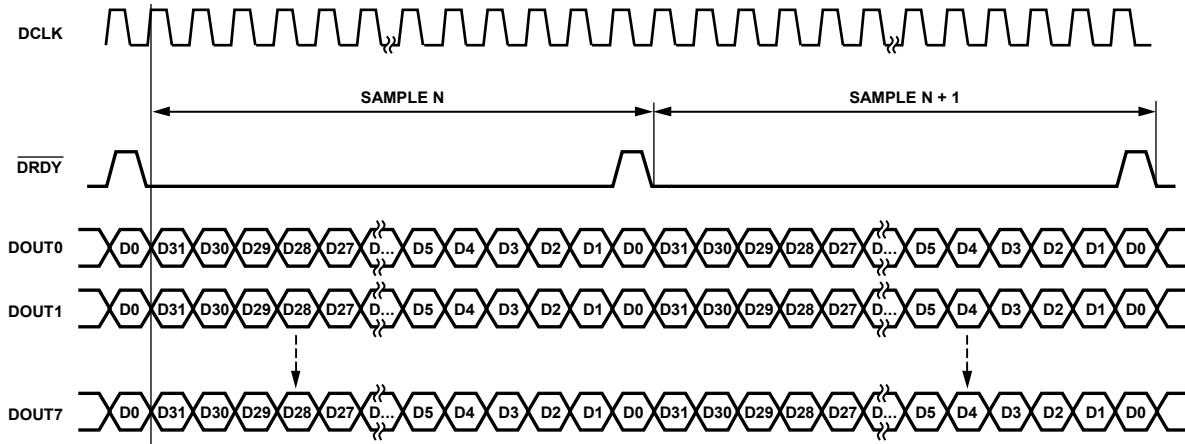 DCLK
SAMPLE N SAMPLE N + 1
DRDY
DOUT0 D0 D31 D30 D29 D28 D27 D... D5 D4 D3 D2 D1 D0 D31 D30 D29 D28 D27 D... D5 D4 D3 D2 D1 D0
DOUT1 D0 D31 D30 D29 D28 D27 D... D5 D4 D3 D2 D1 D0 D31 D30 D29 D28 D27 D... D5 D4 D3 D2 D1 D0
DOUT7 D0 D31 D30 D29 D28 D27 D... D5 D4 D3 D2 D1 D0 D31 D30 D29 D28 D27 D... D5 D4 D3 D2 D1 D0